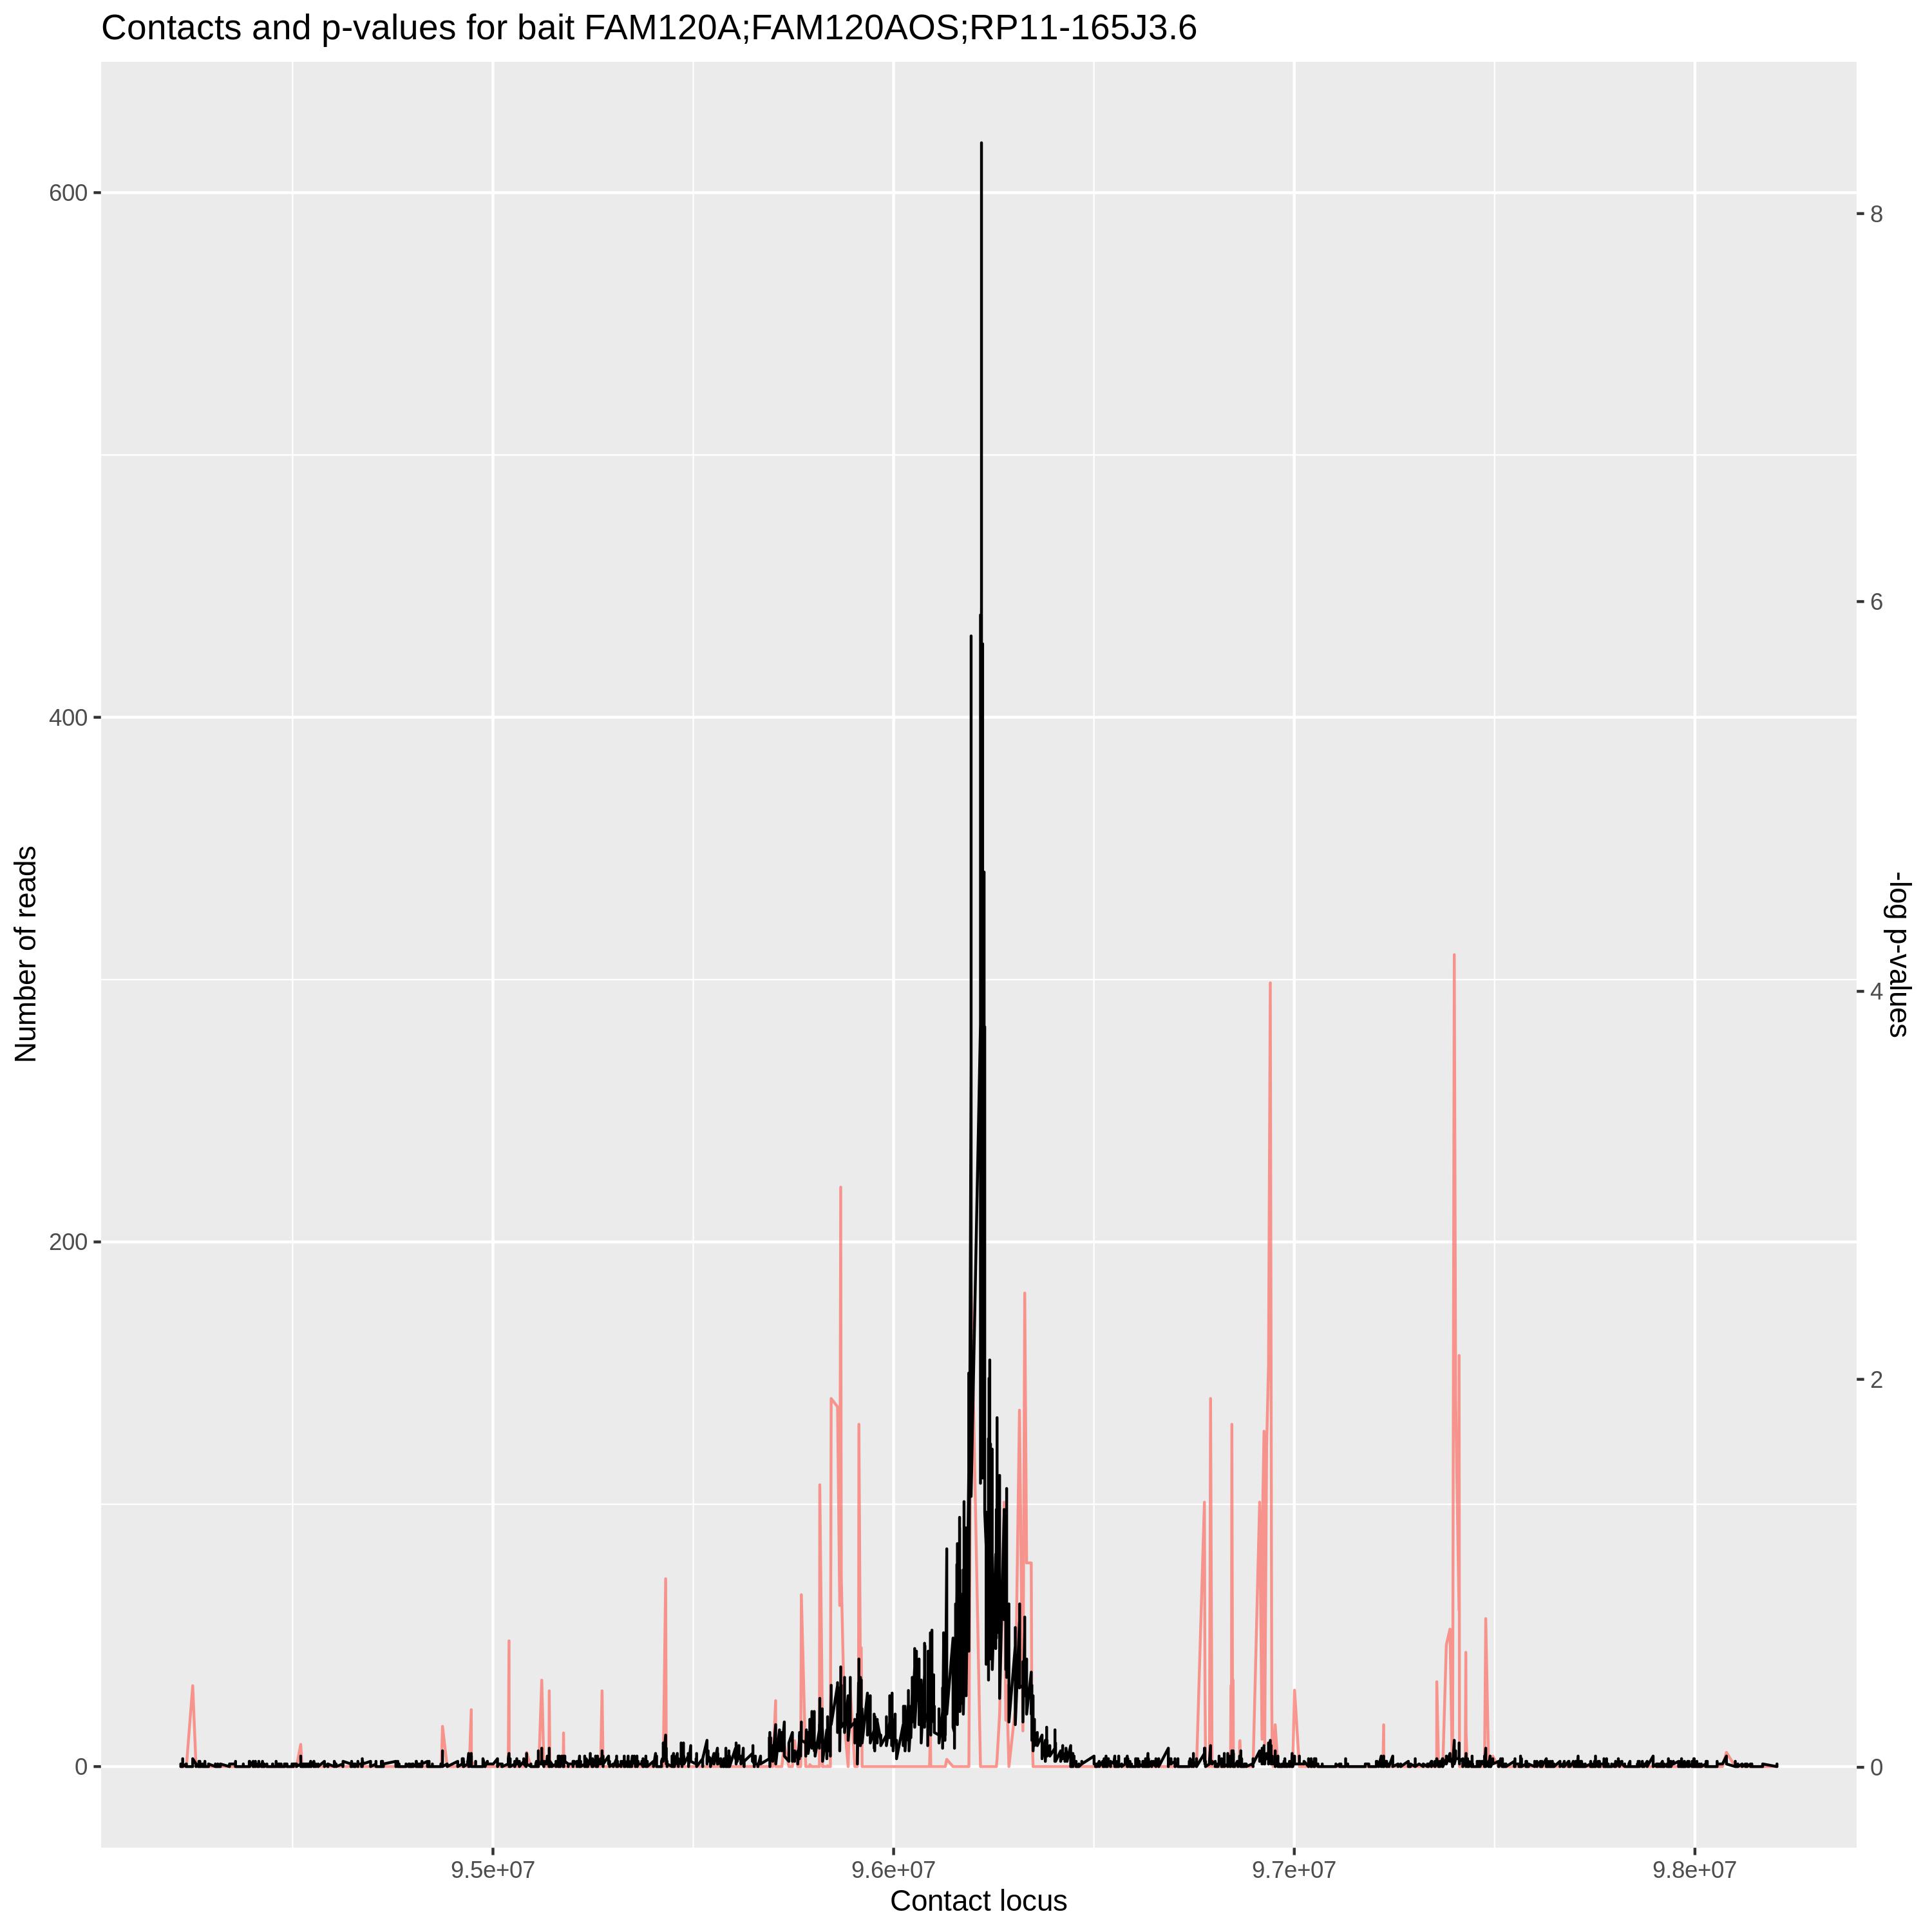 Contacts and p-values for bait FAM120A;FAM120AOS;RP11-165J3.6
600
400
200
0
Number of reads
8
6
4
2
0
-log p-values
9.5e+07
9.6e+07
9.7e+07
9.8e+07
Contact locus